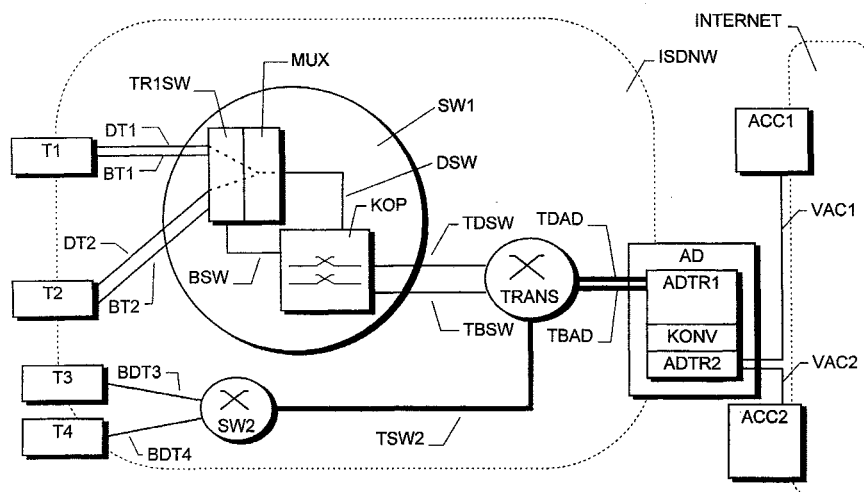 INTERNET
MUX
ISDNW
TR1SW
SW1
ACC1
DT1
T1
DSW
BT1
KOP
VAC1
TDSW
TDAD
DT2
AD
ADTR1
BSW
TRANS
T2
BT2
TBSW
TBAD
KONV
ADTR2
VAC2
T3
BDT3
ACC2
SW2
T4
TSW2
BDT4